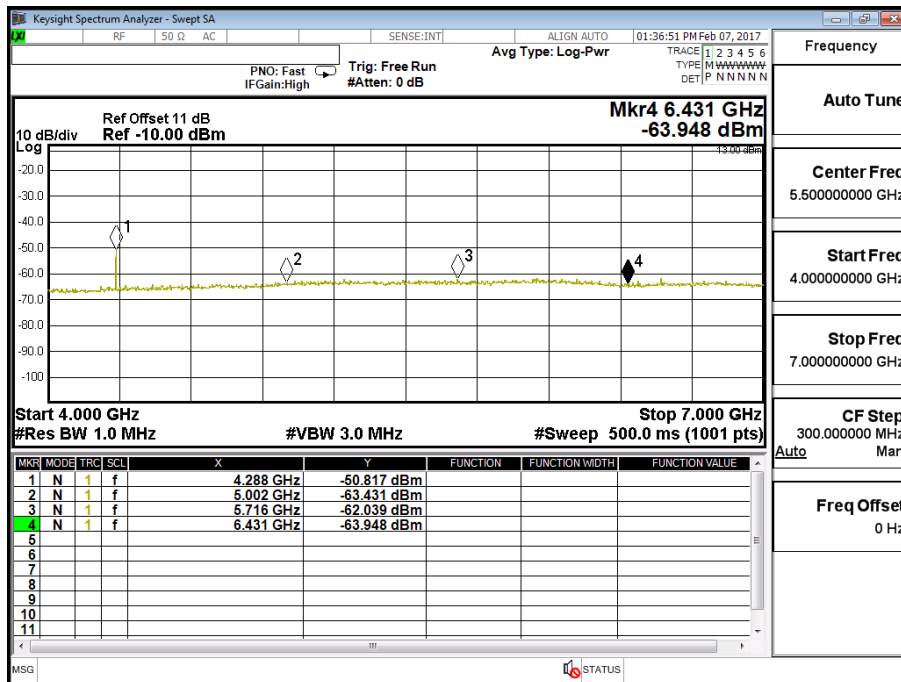 Keysight Spectrum Analyzer - Swept SA
LXI RF 50 Ω AC SENSE:INT ALIGN AUTO 01:36:51 PM Feb 07, 2017
PNO: Fast
IFGain:High
Trig: Free Run
#Atten: 0 dB
Avg Type: Log-Pwr
TRACE 1 2 3 4 5 6
TYPE M WWWWW
DET P N N N N N
Ref Offset 11 dB
10 dB/div Ref -10.00 dBm
Log
Mkr4 6.431 GHz
-63.948 dBm
13.00 dBm
-20.0
-30.0
-40.0
-50.0
-60.0
-70.0
-80.0
-90.0
-100
1
2
3
4
Start 4.000 GHz Stop 7.000 GHz
#Res BW 1.0 MHz #VBW 3.0 MHz #Sweep 500.0 ms (1001 pts)
MKR MODE TRC SCL X Y FUNCTION FUNCTION WIDTH FUNCTION VALUE
1 N 1 f 4.288 GHz -50.817 dBm
2 N 1 f 5.002 GHz -63.431 dBm
3 N 1 f 5.716 GHz -62.039 dBm
4 N 1 f 6.431 GHz -63.948 dBm
5
6
7
8
9
10
11
MSG STATUS
Frequency
Auto Tune
Center Freq
5.500000000 GHz
Start Freq
4.000000000 GHz
Stop Freq
7.000000000 GHz
CF Step
300.000000 MHz
Auto Man
Freq Offset
0 Hz